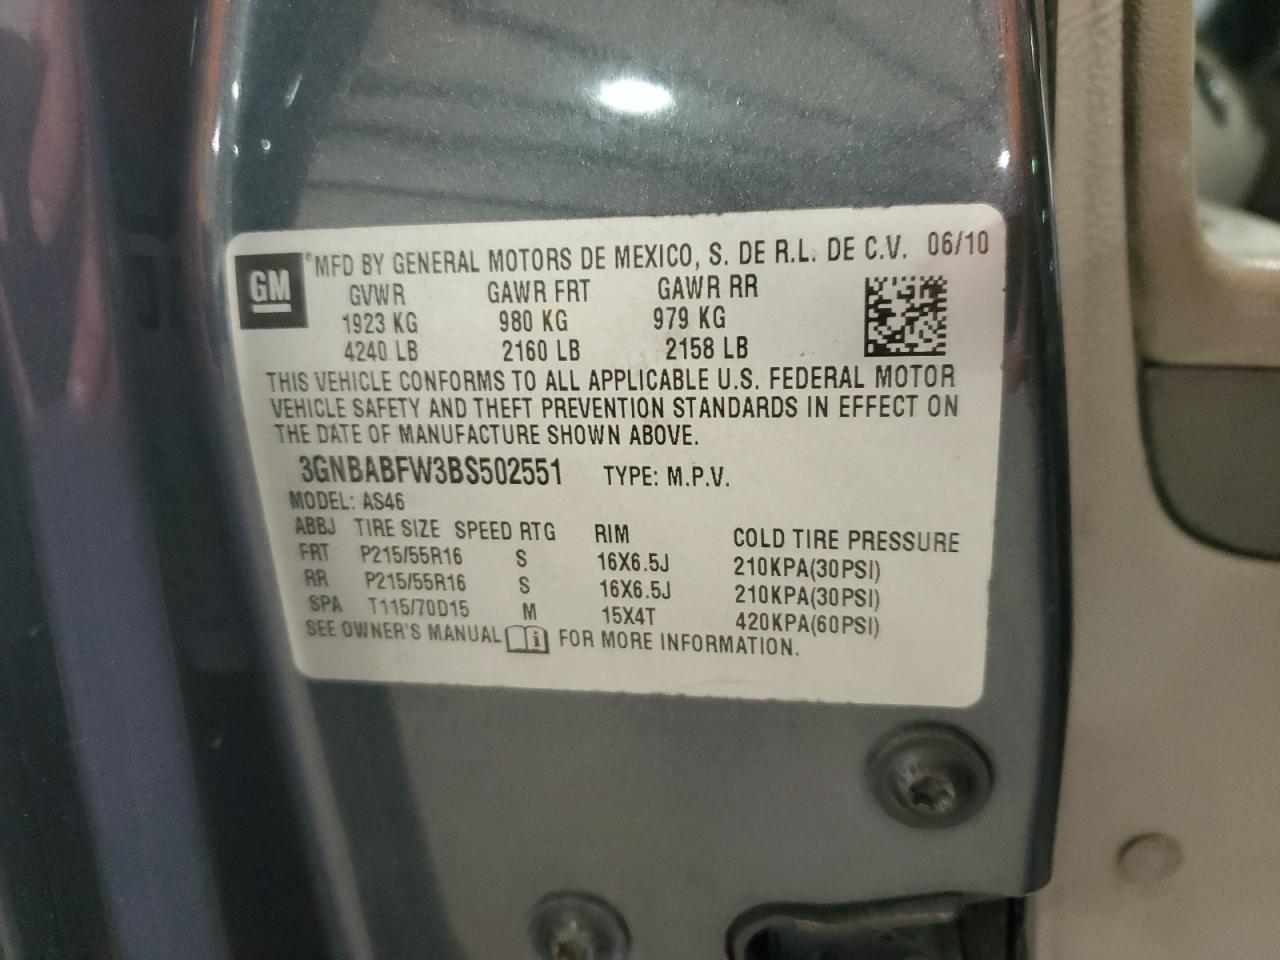 GM
®MFD BY GENERAL MOTORS DE MEXICO, S. DE R.L. DE C.V. 06/10
GVWR GAWR FRT GAWR RR
1923 KG 980 KG 979 KG
4240 LB 2160 LB 2158 LB
THIS VEHICLE CONFORMS TO ALL APPLICABLE U.S. FEDERAL MOTOR
VEHICLE SAFETY AND THEFT PREVENTION STANDARDS IN EFFECT ON
THE DATE OF MANUFACTURE SHOWN ABOVE.
3GNBABFW3BS502551 TYPE: M.P.V.
MODEL: AS46
ABBJ TIRE SIZE SPEED RTG RIM COLD TIRE PRESSURE
FRT P215/55R16 S 16X6.5J 210KPA(30PSI)
RR P215/55R16 S 16X6.5J 210KPA(30PSI)
SPA T115/70D15 M 15X4T 420KPA(60PSI)
SEE OWNER'S MANUAL i FOR MORE INFORMATION.